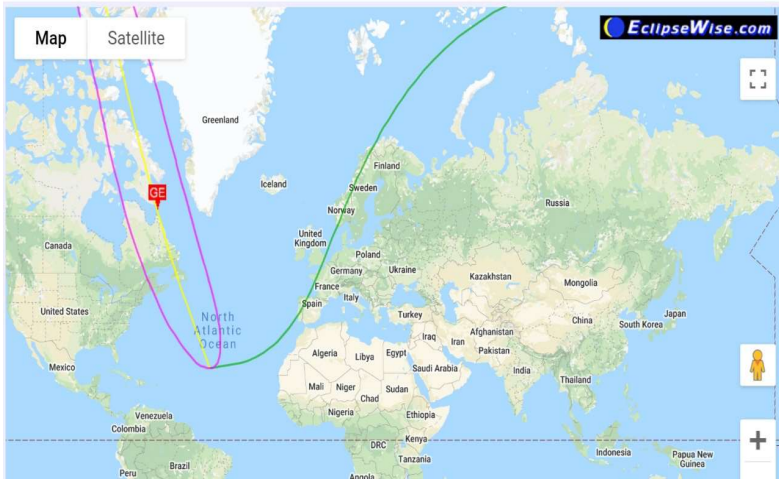 Map
Satellite
EclipseWise.com
Greenland
GE
Iceland
Finland
Sweden
Norway
Russia
United
Kingdom
Canada
Poland
Germany
Ukraine
Kazakhstan
Mongolia
France
Italy
Spain
Turkey
United States
North
Atlantic
Ocean
China
Japan
South Korea
Iraq
Iran
Afghanistan
Pakistan
Algeria
Libya
Egypt
Saudi Arabia
India
Mexico
Mali
Niger
Chad
Sudan
Thailand
Nigeria
Ethiopia
Venezuela
Colombia
DRC
Kenya
Tanzania
Indonesia
Papua New
Guinea
Peru
Brazil
Angola